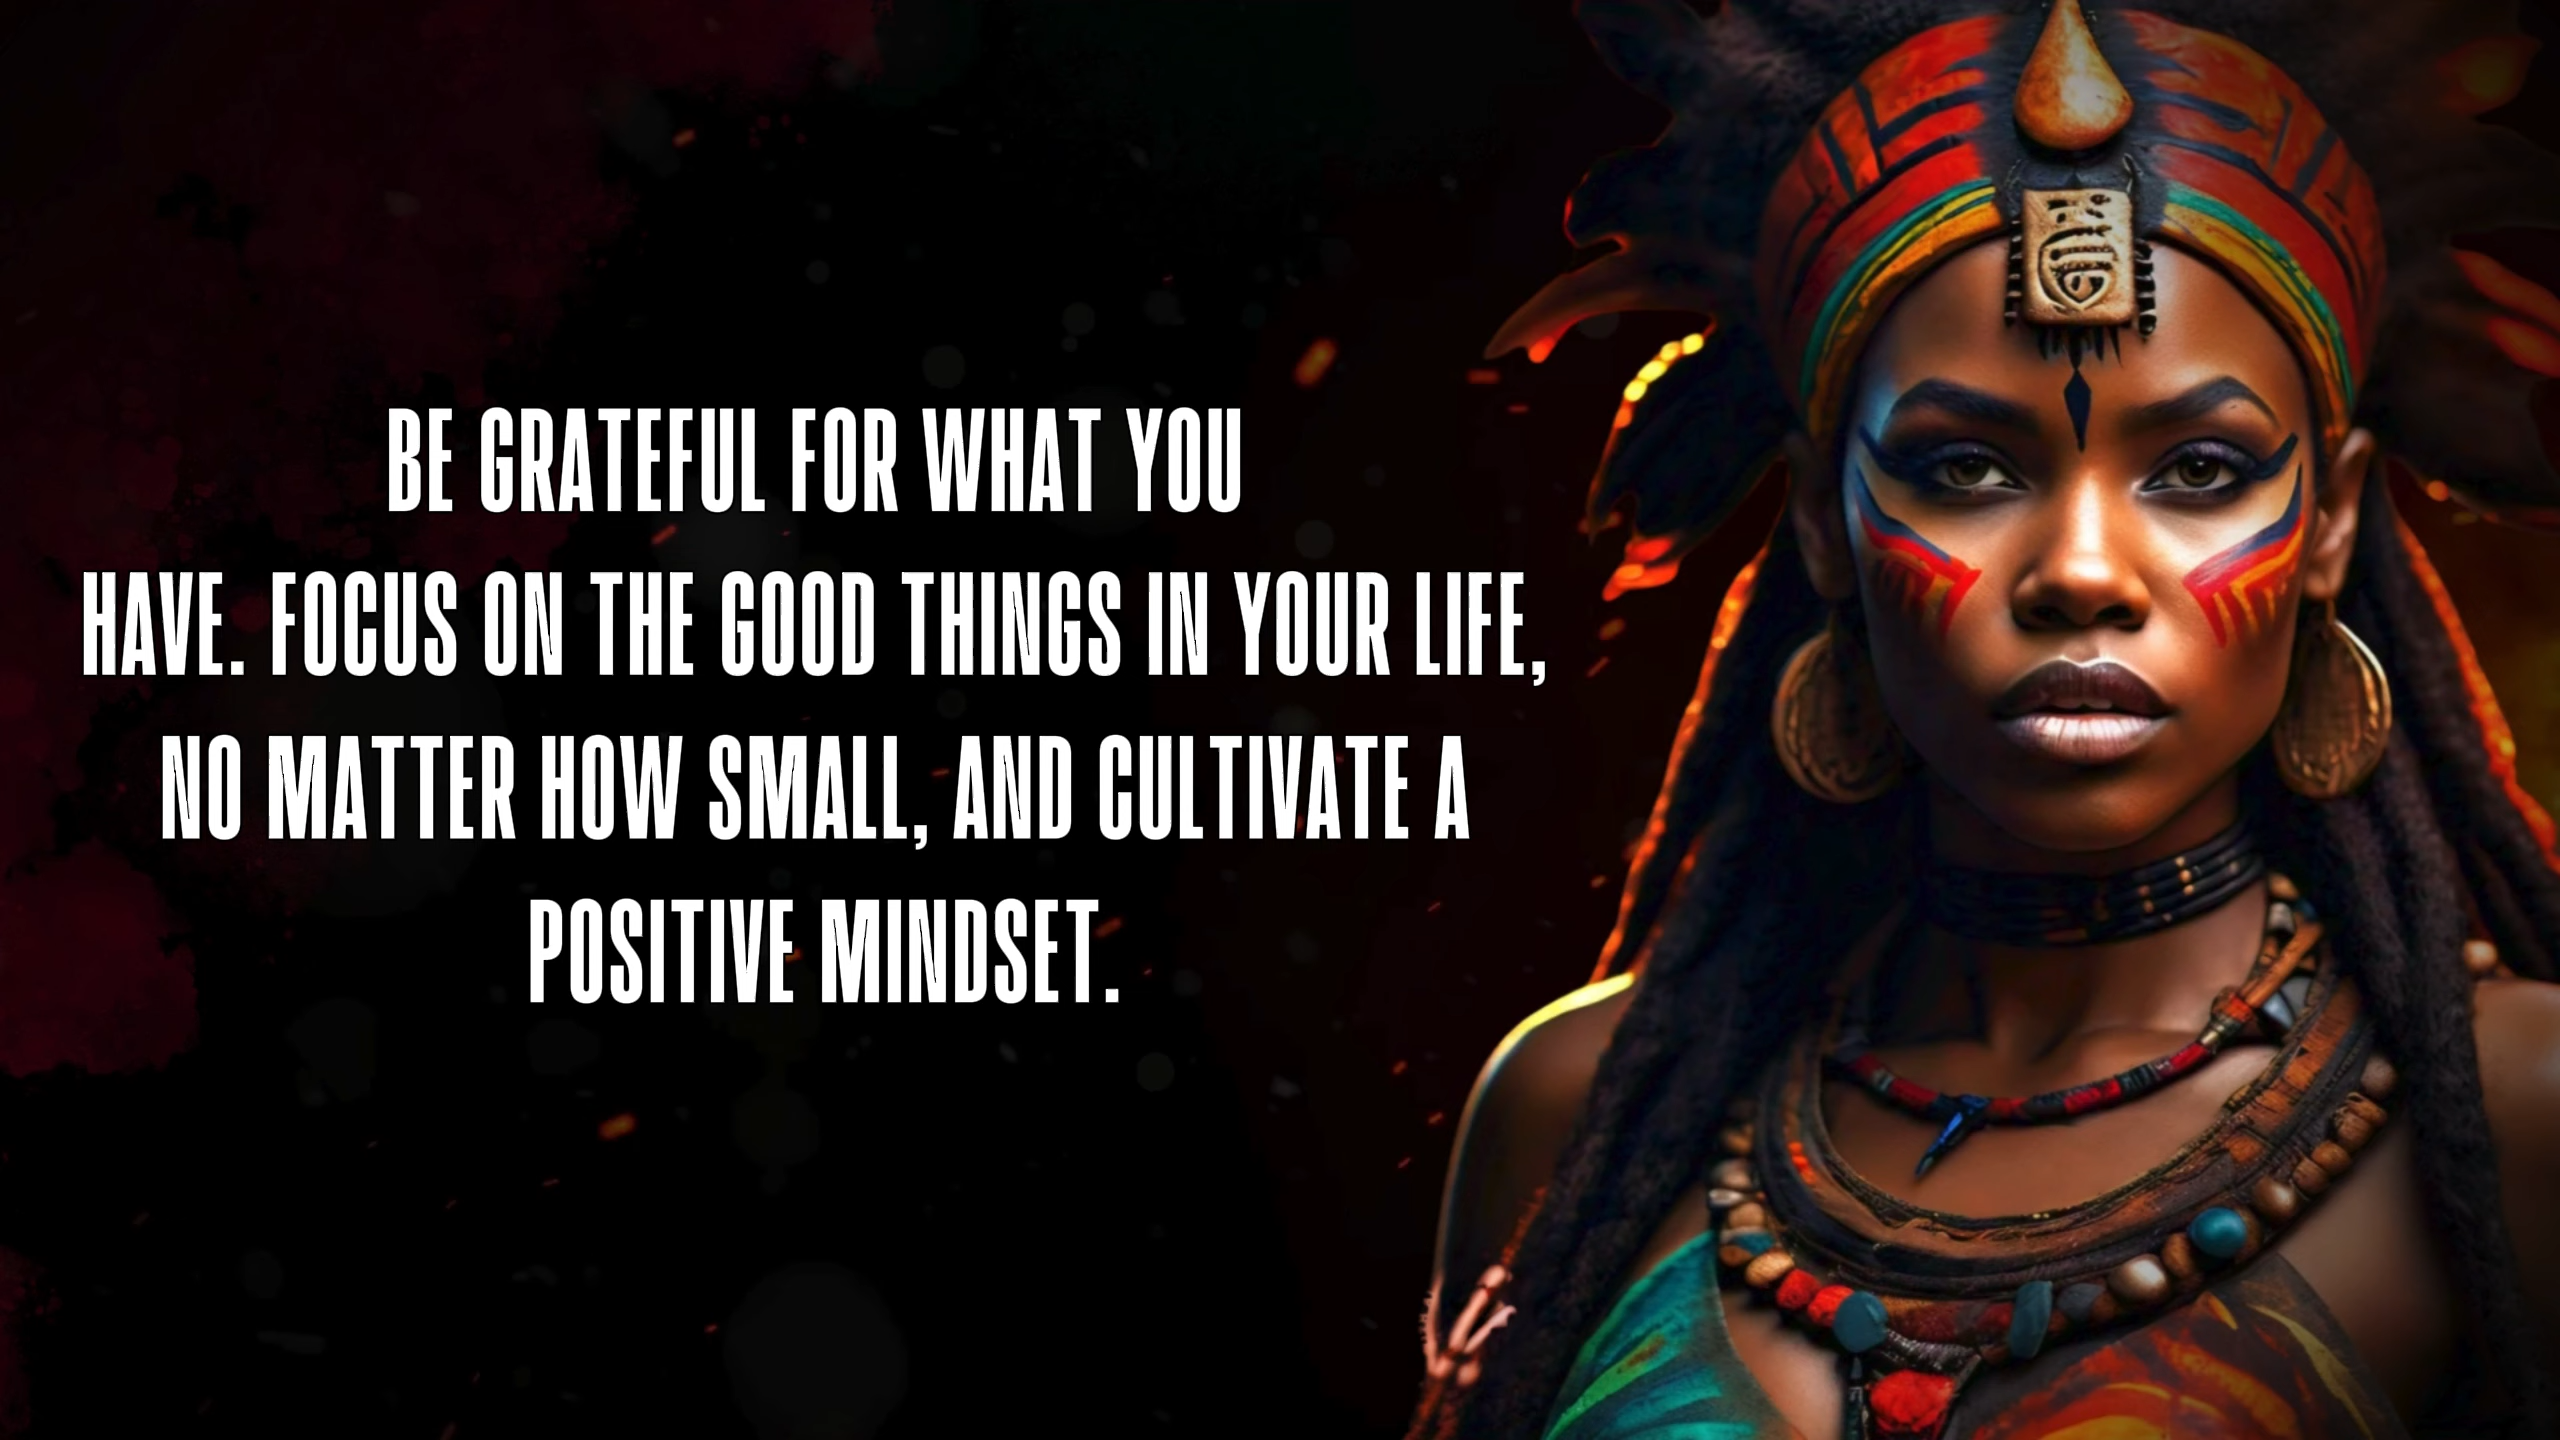 BE GRATEFUL FOR WHAT YOU
HAVE. FOCUS ON THE GOOD THINGS IN YOUR LIFE,
NO MATTER HOW SMALL, AND CULTIVATE A
POSITIVE MINDSET.